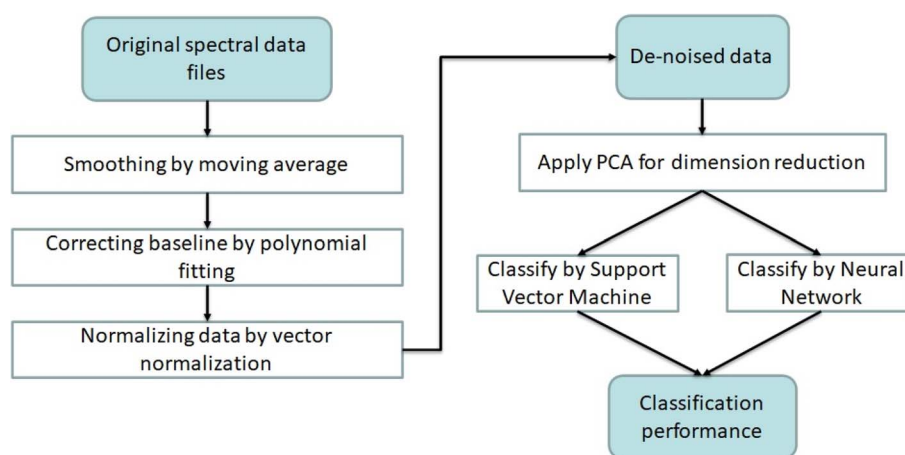 Original spectral data
files
Smoothing by moving average
Correcting baseline by polynomial
fitting
Normalizing data by vector
normalization
De-noised data
Apply PCA for dimension reduction
Classify by Support
Vector Machine
Classify by Neural
Network
Classification
performance